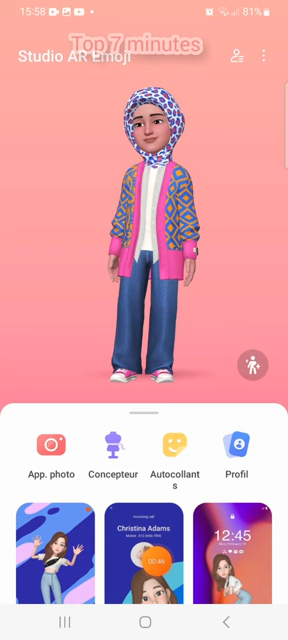 15:58
81%
Top 7 minutes
Studio AR Emoji
App. photo
Concepteur
Autocollant
s
Profil
Incoming call
Christina Adams
02:45
12:45